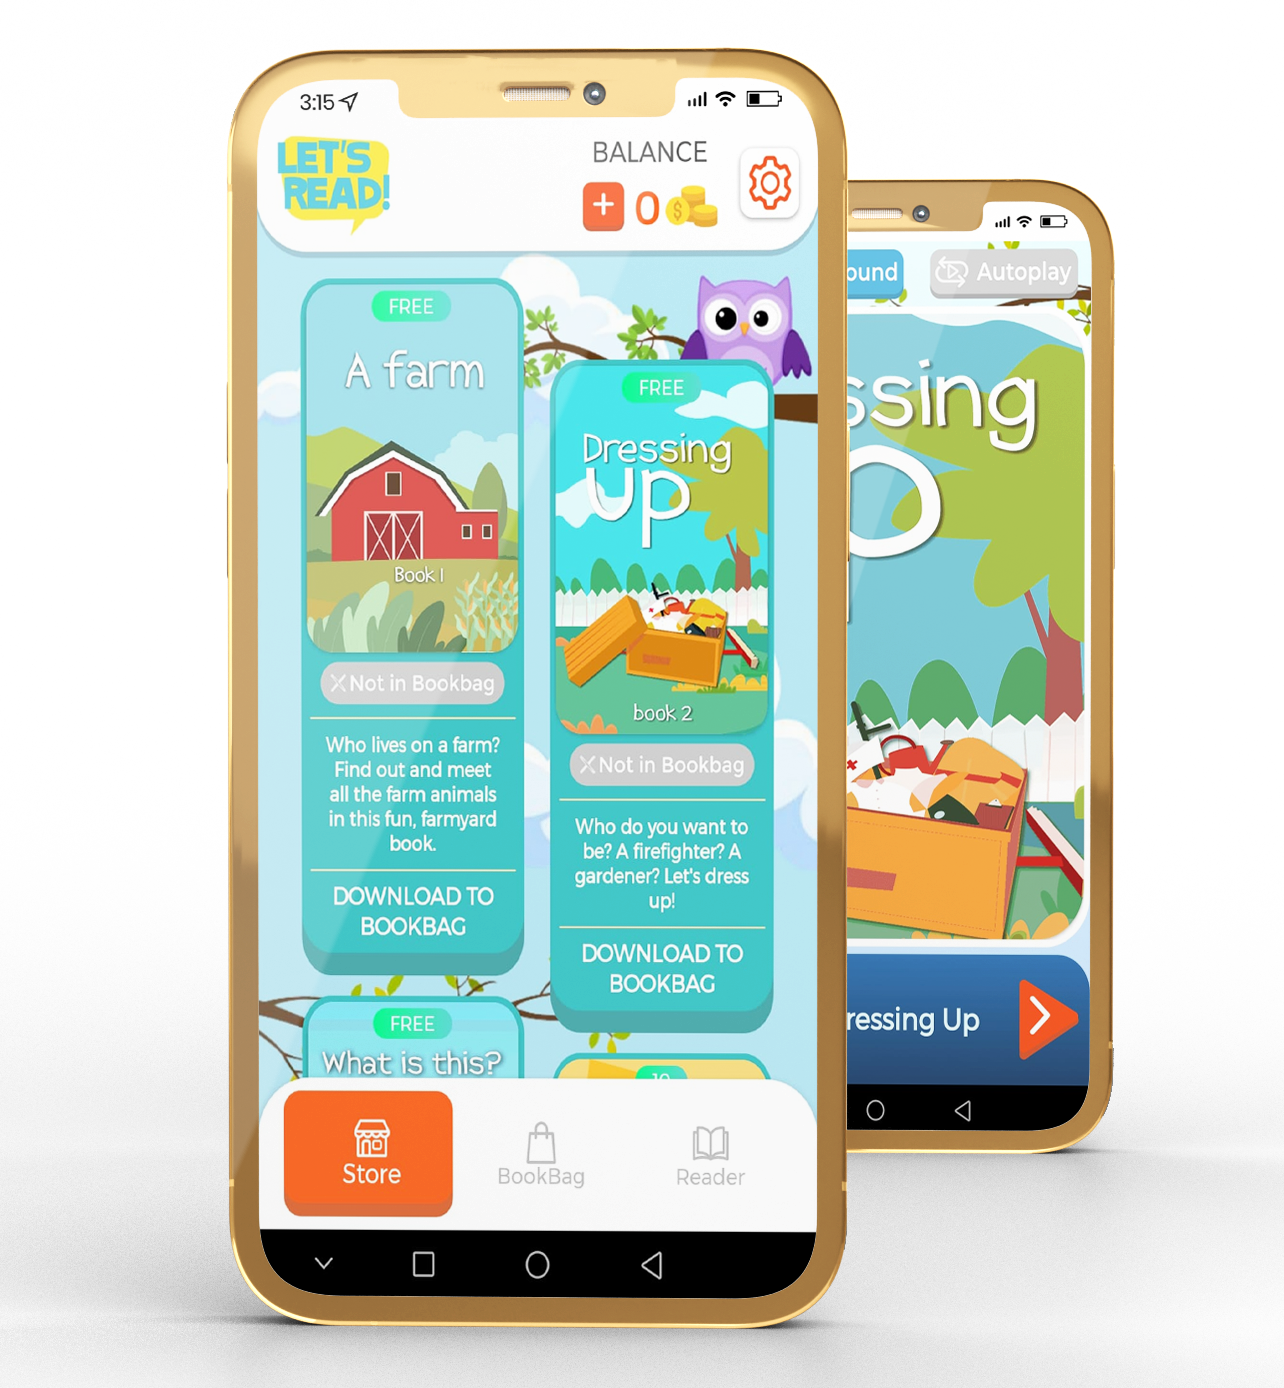 3:15
LET'S
READ!
BALANCE
0
FREE
A farm
Book 1
Not in Bookbag
Who lives on a farm?
Find out and meet
all the farm animals
in this fun, farmyard
book.
DOWNLOAD TO
BOOKBAG
FREE
Dressing
up
book 2
Not in Bookbag
Who do you want to
be? A firefighter? A
gardener? Let's dress
up!
DOWNLOAD TO
BOOKBAG
FREE
What is this?
10
Store
BookBag
Reader
ound
Autoplay
ssing
ressing Up